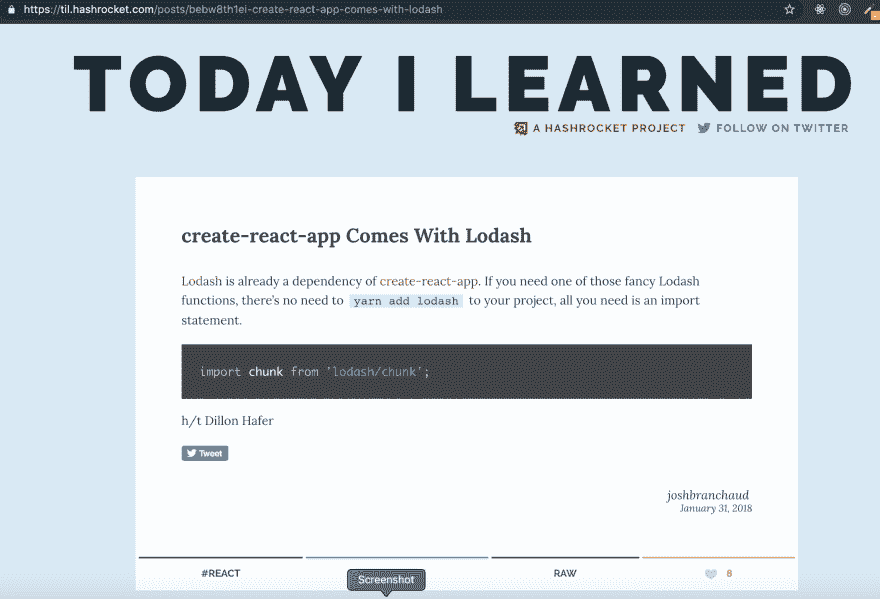 https://til.hashrocket.com/posts/bebw8th1ei-create-react-app-comes-with-lodash
TODAY I LEARNED
A HASHROCKET PROJECT FOLLOW ON TWITTER
create-react-app Comes With Lodash
Lodash is already a dependency of create-react-app. If you need one of those fancy Lodash
functions, there's no need to yarn add lodash to your project, all you need is an import
statement.
import chunk from 'lodash/chunk';
h/t Dillon Hafer
Tweet
joshbranchaud
January 31, 2018
#REACT
RAW
8
Screenshot